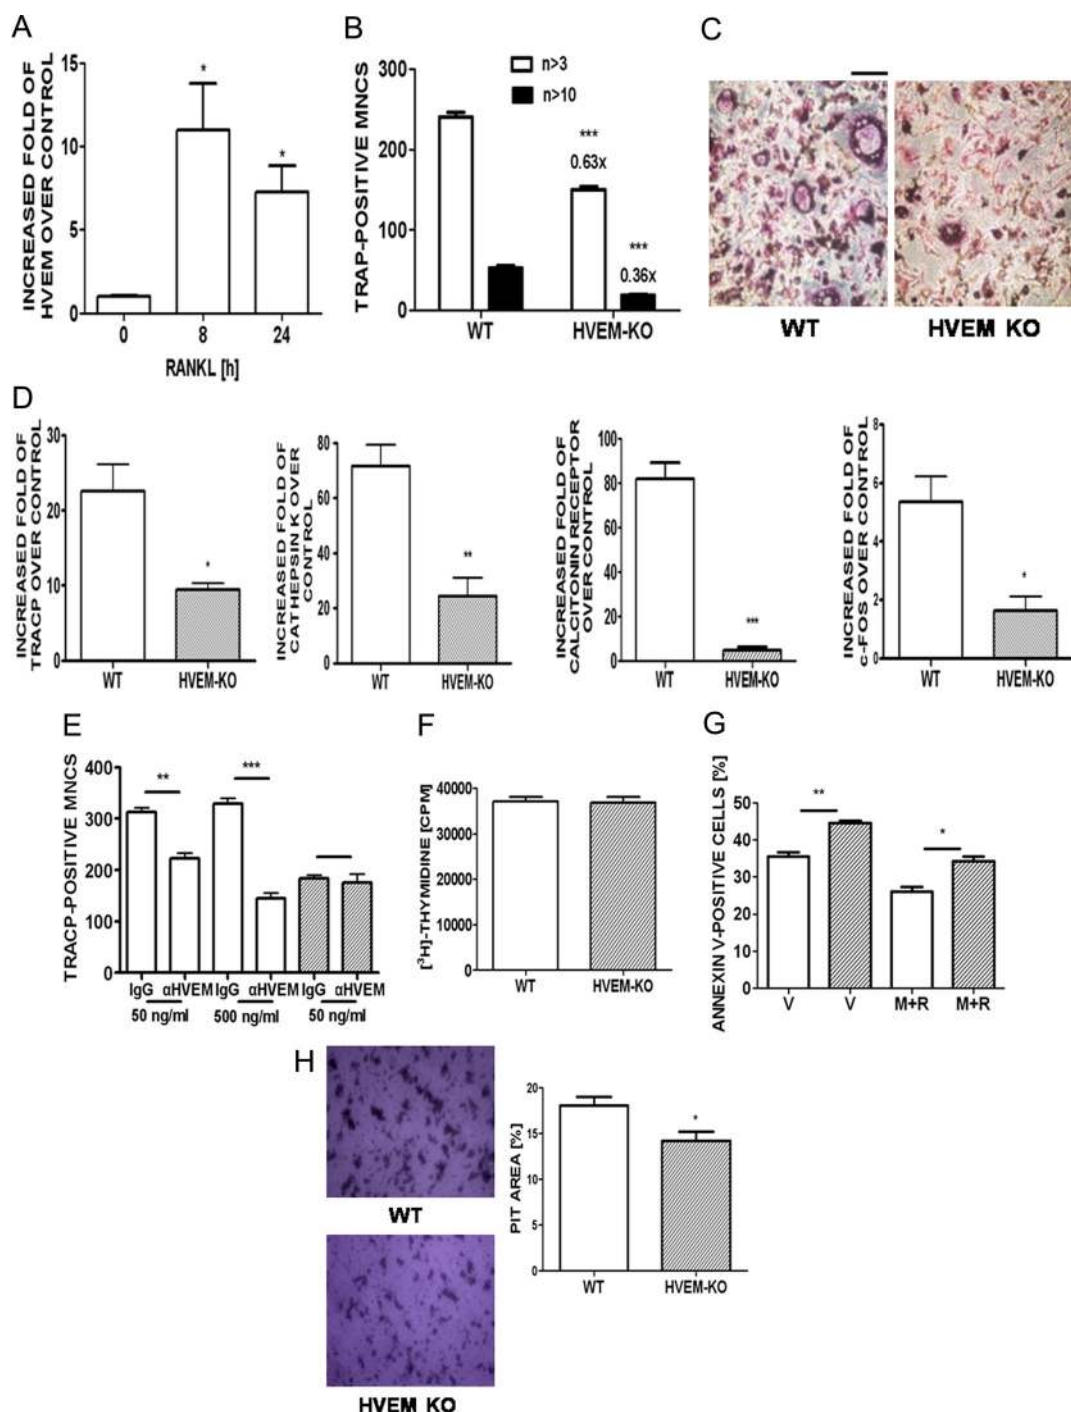 A
INCREASED FOLD OF
HVEM OVER CONTROL
15
10
5
0
*
*
0
8
24
RANKL [h]
B
TRAP-POSITIVE MNCS
300
200
100
0
n>3
n>10
***
0.63x
***
0.36x
WT
HVEM-KO
C
WT
HVEM KO
D
INCREASED FOLD OF
TRACP OVER CONTROL
30
20
10
0
*
WT
HVEM-KO
INCREASED FOLD OF
CATHEPSIN K OVER
CONTROL
80
60
40
20
0
**
WT
HVEM-KO
INCREASED FOLD OF
CALCITONIN RECEPTOR
OVER CONTROL
100
80
60
40
20
0
***
WT
HVEM-KO
INCREASED FOLD OF
c-FOS OVER CONTROL
8
6
4
2
0
*
WT
HVEM-KO
E
TRACP-POSITIVE MNCS
400
300
200
100
0
**
***
IgG αHVEM IgG αHVEM IgG αHVEM
50 ng/ml 500 ng/ml 50 ng/ml
F
[³H]-THYMIDINE [CPM]
40000
30000
20000
10000
0
WT
HVEM-KO
G
ANNEXIN V-POSITIVE CELLS [%]
50
40
30
20
10
0
**
*
V V M+R M+R
H
WT
HVEM KO
PIT AREA [%]
20
15
10
5
0
*
WT
HVEM-KO